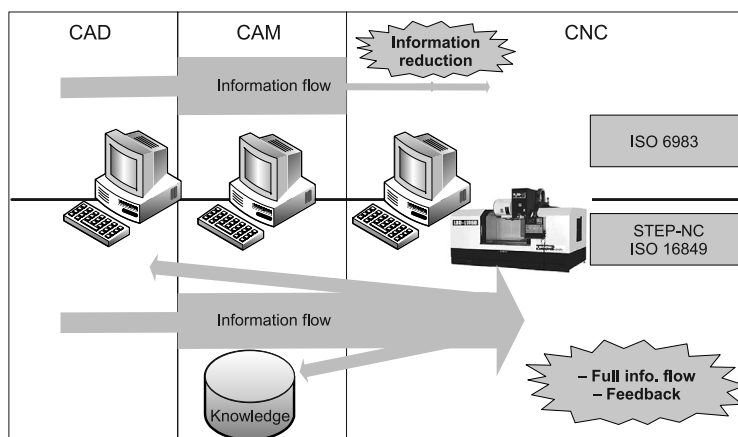 CAD
CAM
CNC
Information
reduction
Information flow
ISO 6983
STEP-NC
ISO 16849
Information flow
– Full info. flow
– Feedback
Knowledge